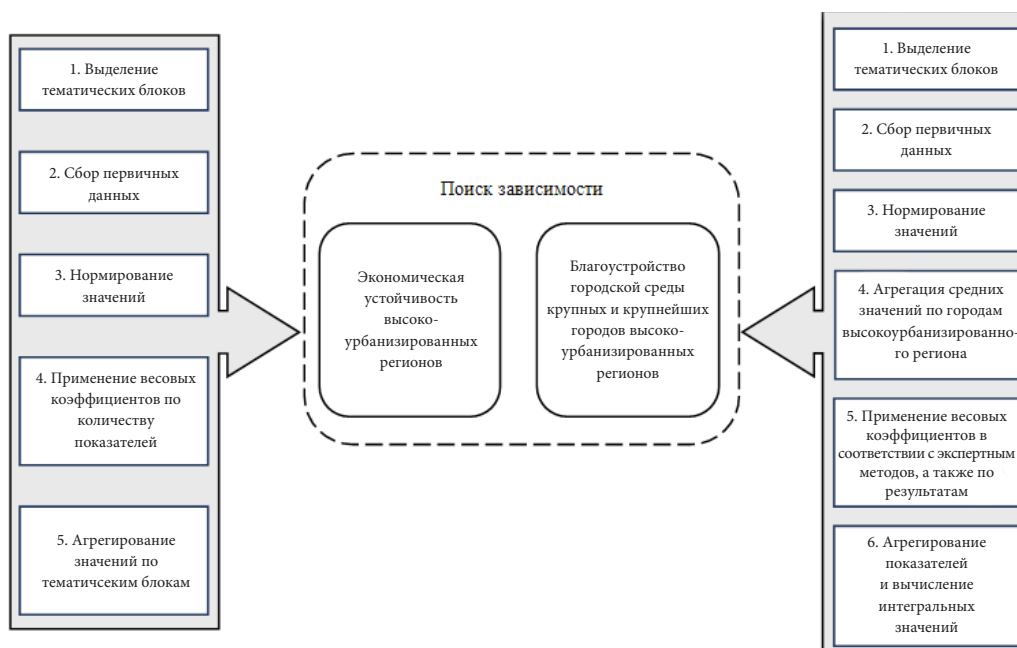 1. Выделение
тематических блоков
2. Сбор первичных
данных
3. Нормирование
значений
4. Применение весовых
коэффициентов по
количеству
показателей
5. Агрегирование
значений по
тематичсеким блокам
Поиск зависимости
Экономическая
устойчивость
высоко-
урбанизированных
регионов
Благоустройство
городской среды
крупных и крупнейших
городов высоко-
урбанизированных
регионов
1. Выделение
тематических блоков
2. Сбор первичных
данных
3. Нормирование
значений
4. Агрегация средних
значений по городам
высокоурбанизированно-
го региона
5. Применение весовых
коэффициентов в
соответствии с экспертным
методов, а также по
результатам
6. Агрегирование
показателей
и вычисление
интегральных
значений